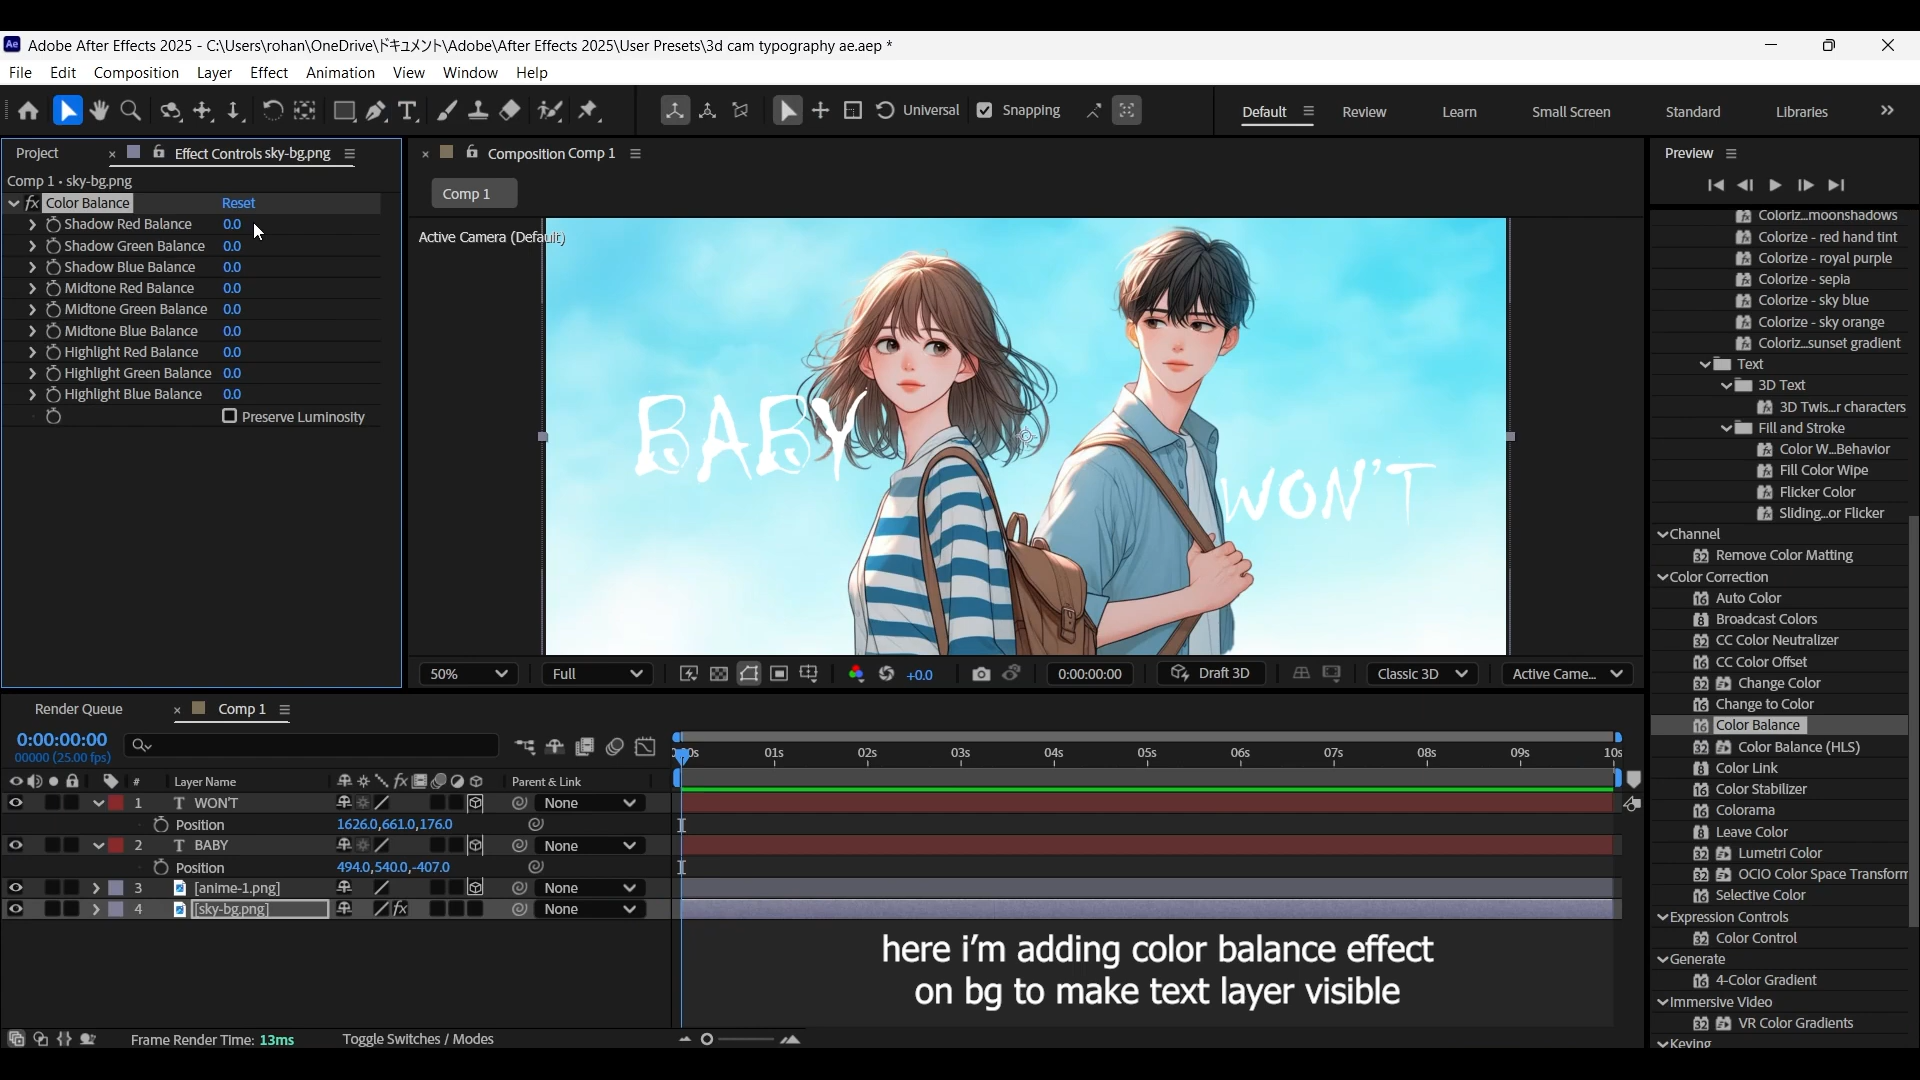 Adobe After Effects 2025 - C:\Users\rohan\OneDrive\ドキュメント\Adobe\After Effects 2025\User Presets\3d cam typography ae.aep *
File Edit Composition Layer Effect Animation View Window Help
Universal Snapping Default Review Learn Small Screen Standard Libraries
Project Effect Controls sky-bg.png
Comp 1 • sky-bg.png
fx Color Balance Reset
Shadow Red Balance 0.0
Shadow Green Balance 0.0
Shadow Blue Balance 0.0
Midtone Red Balance 0.0
Midtone Green Balance 0.0
Midtone Blue Balance 0.0
Highlight Red Balance 0.0
Highlight Green Balance 0.0
Highlight Blue Balance 0.0
Preserve Luminosity
Composition Comp 1
Comp 1
Active Camera (Default)
BABY
WON'T
50% Full +0.0 0:00:00:00 Draft 3D Classic 3D Active Came...
Preview
Coloriz...moonshadows
Colorize - red hand tint
Colorize - royal purple
Colorize - sepia
Colorize - sky blue
Colorize - sky orange
Coloriz...sunset gradient
Text
3D Text
3D Twis...r characters
Fill and Stroke
Color W...Behavior
Fill Color Wipe
Flicker Color
Sliding...or Flicker
Channel
Remove Color Matting
Color Correction
Auto Color
Broadcast Colors
CC Color Neutralizer
CC Color Offset
Change Color
Change to Color
Color Balance
Color Balance (HLS)
Color Link
Color Stabilizer
Colorama
Leave Color
Lumetri Color
OCIO Color Space Transform
Selective Color
Expression Controls
Color Control
Generate
4-Color Gradient
Immersive Video
VR Color Gradients
Keying
Render Queue Comp 1
0:00:00:00
00000 (25.00 fps)
01s 02s 03s 04s 05s 06s 07s 08s 09s 10s
# Layer Name Parent & Link
1 T WON'T None
Position 1626.0,661.0,176.0
2 T BABY None
Position 494.0,540.0,-407.0
3 [anime-1.png] None
4 [sky-bg.png] fx None
here i'm adding color balance effect
on bg to make text layer visible
Frame Render Time: 13ms Toggle Switches / Modes